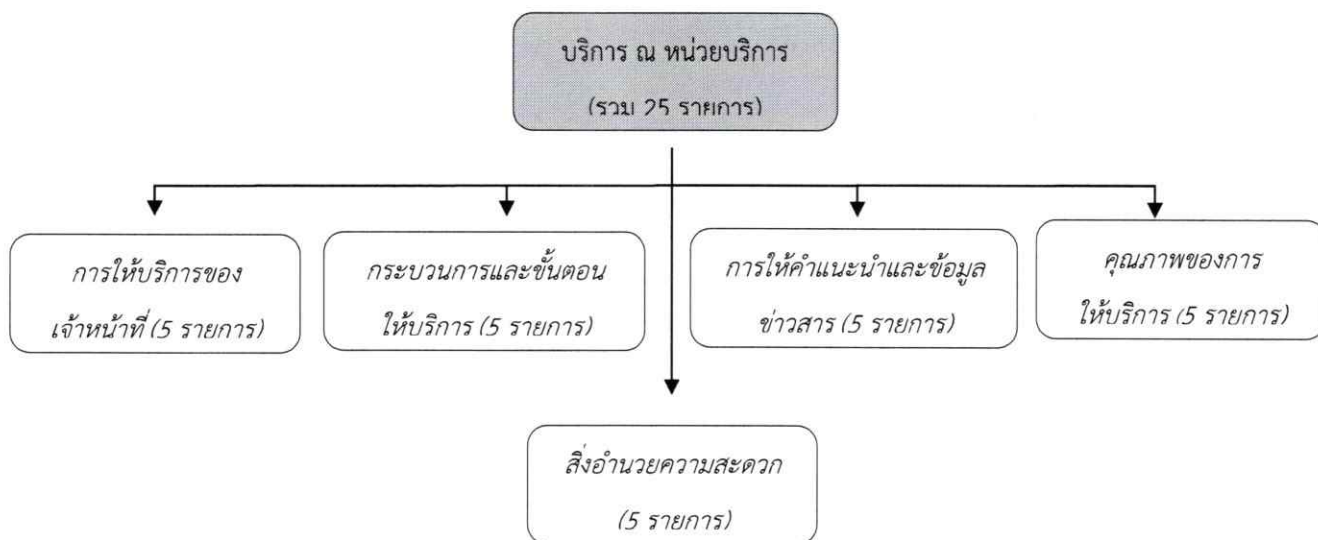 บริการ ณ หน่วยบริการ
(รวม 25 รายการ)
การให้บริการของ
เจ้าหน้าที่ (5 รายการ)
กระบวนการและขั้นตอน
ให้บริการ (5 รายการ)
การให้คำแนะนำและข้อมูล
ข่าวสาร (5 รายการ)
คุณภาพของการ
ให้บริการ (5 รายการ)
สิ่งอำนวยความสะดวก
(5 รายการ)